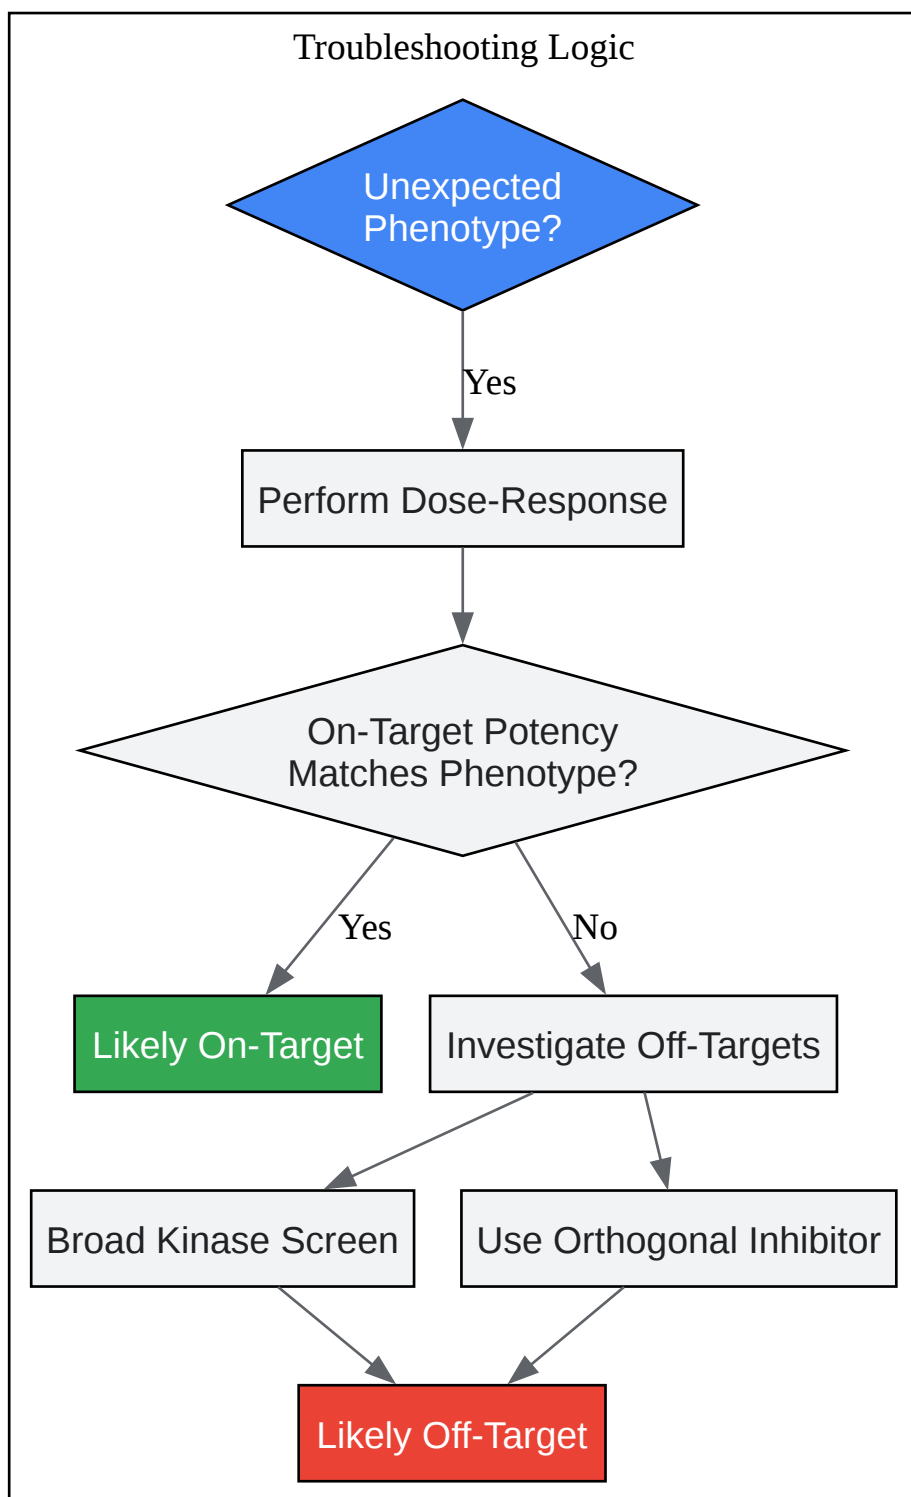 Troubleshooting Logic
Unexpected
Phenotype?
Yes
Perform Dose-Response
On-Target Potency
Matches Phenotype?
Yes
No
Likely On-Target
Investigate Off-Targets
Broad Kinase Screen
Use Orthogonal Inhibitor
Likely Off-Target